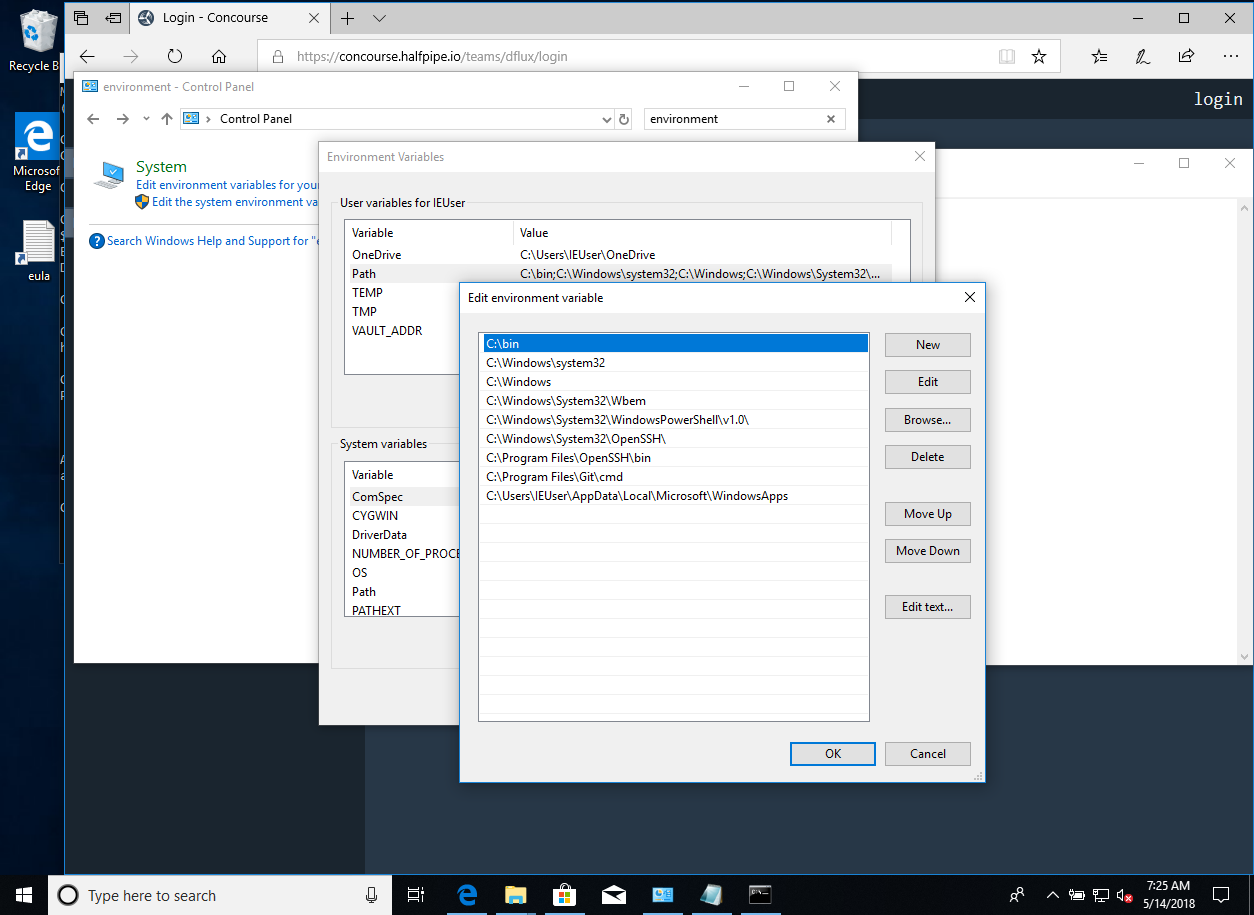 Recycle B
Microsof
Edge
eula
Login - Concourse
https://concourse.halfpipe.io/teams/dflux/login
login
environment - Control Panel
Control Panel
environment
System
Edit environment variables for your
Edit the system environment va
Search Windows Help and Support for "e
Environment Variables
User variables for IEUser
Variable Value
OneDrive C:\Users\IEUser\OneDrive
Path C:\bin;C:\Windows\system32;C:\Windows;C:\Windows\System32\...
TEMP
TMP
VAULT_ADDR
System variables
Variable
ComSpec
CYGWIN
DriverData
NUMBER_OF_PROCE
OS
Path
PATHEXT
Edit environment variable
C:\bin
C:\Windows\system32
C:\Windows
C:\Windows\System32\Wbem
C:\Windows\System32\WindowsPowerShell\v1.0\
C:\Windows\System32\OpenSSH\
C:\Program Files\OpenSSH\bin
C:\Program Files\Git\cmd
C:\Users\IEUser\AppData\Local\Microsoft\WindowsApps
New
Edit
Browse...
Delete
Move Up
Move Down
Edit text...
OK
Cancel
Type here to search
7:25 AM
5/14/2018